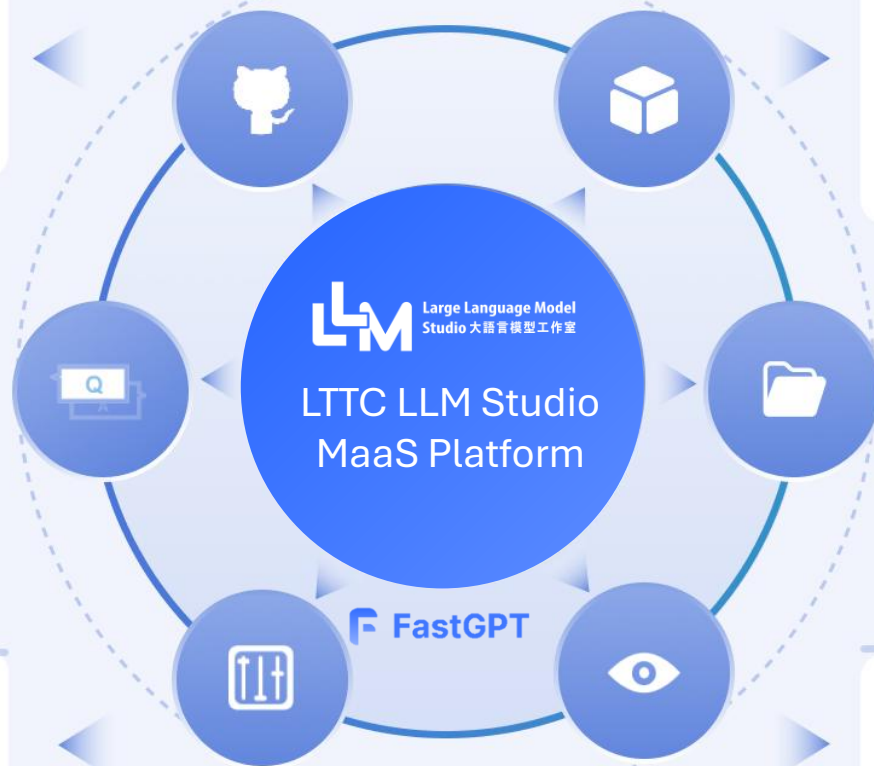 LLM
Large Language Model
Studio 大語言模型工作室
LTTC LLM Studio
MaaS Platform
Q
FastGPT